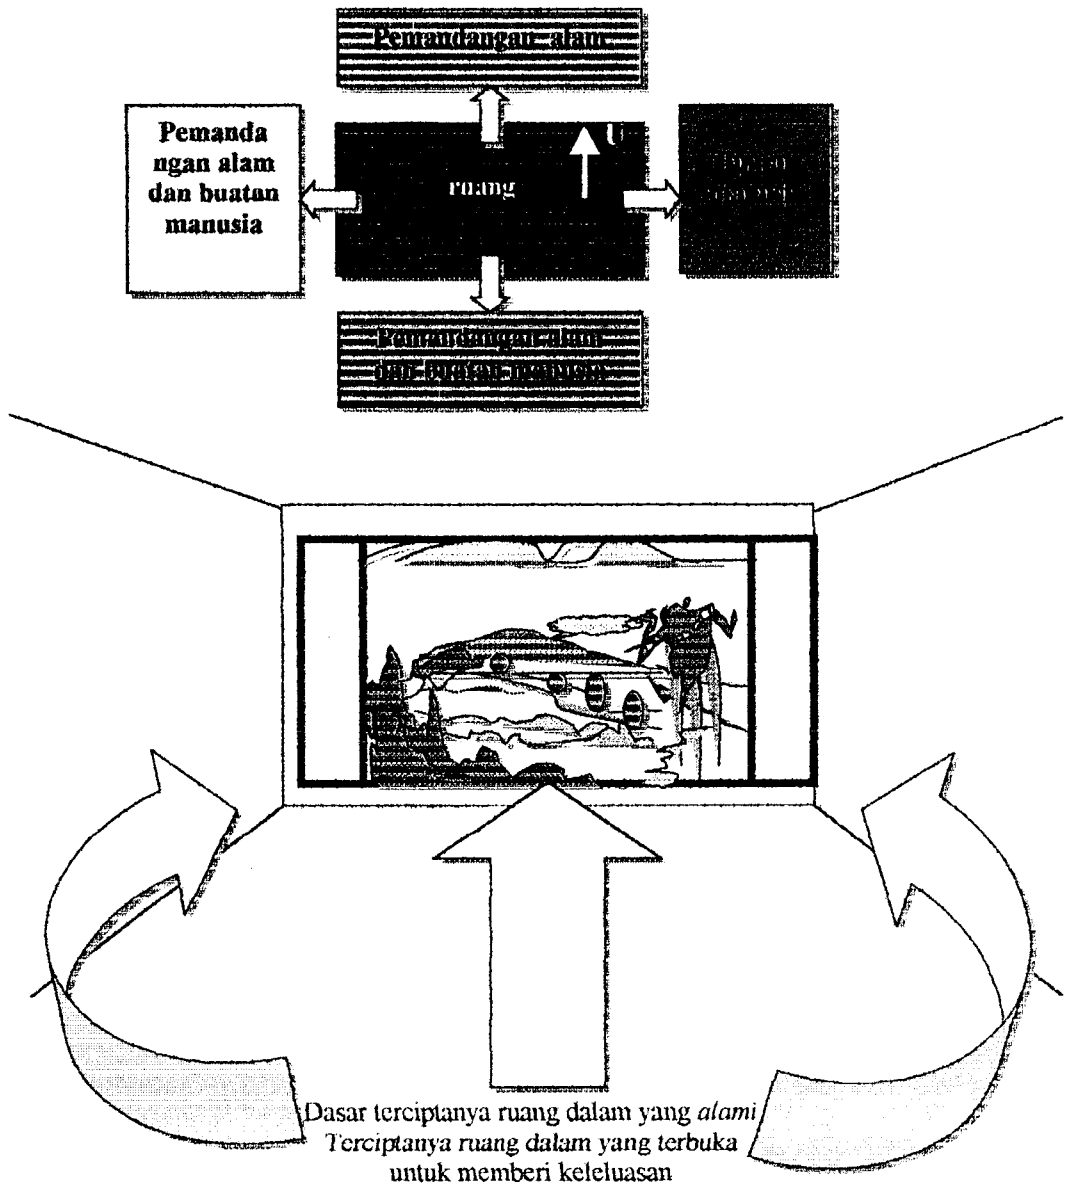 Pemandangan alam
Pemanda
ngan alam
dan buatan
manusia
U
ruang
Pemandangan alam
dan buatan manusia
Dasar terciptanya ruang dalam yang alami
Terciptanya ruang dalam yang terbuka
untuk memberi keleluasan